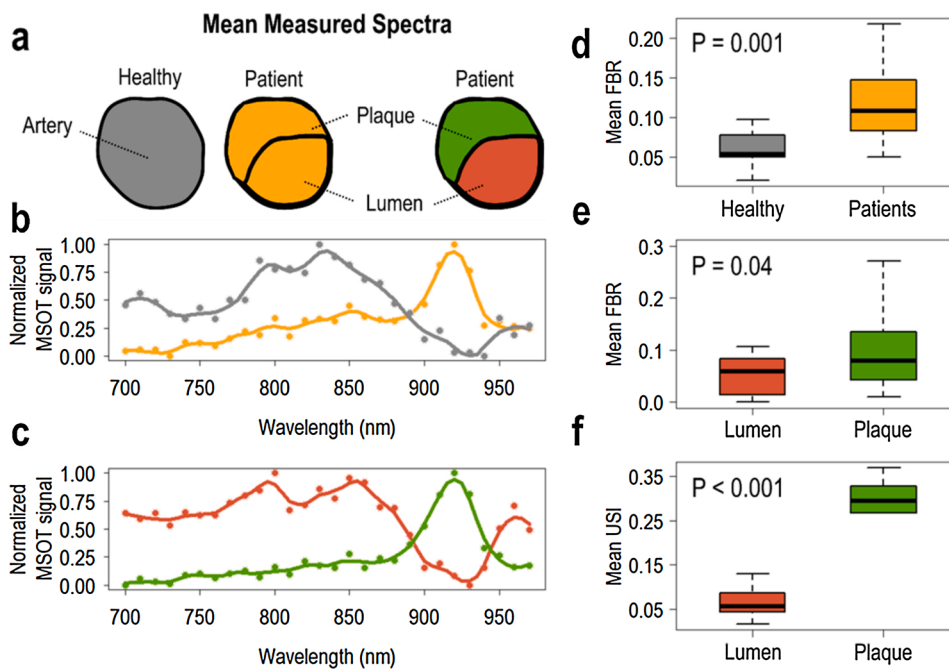 Mean Measured Spectra
a
Healthy
Patient
Patient
Artery
Plaque
Lumen
b
Normalized
MSOT signal
1.00
0.75
0.50
0.25
0.00
700 750 800 850 900 950
Wavelength (nm)
c
Normalized
MSOT signal
1.00
0.75
0.50
0.25
0.00
700 750 800 850 900 950
Wavelength (nm)
d
P = 0.001
Mean FBR
0.20
0.15
0.10
0.05
Healthy Patients
e
P = 0.04
Mean FBR
0.3
0.2
0.1
0.0
Lumen Plaque
f
P < 0.001
Mean USI
0.35
0.25
0.05
Lumen Plaque